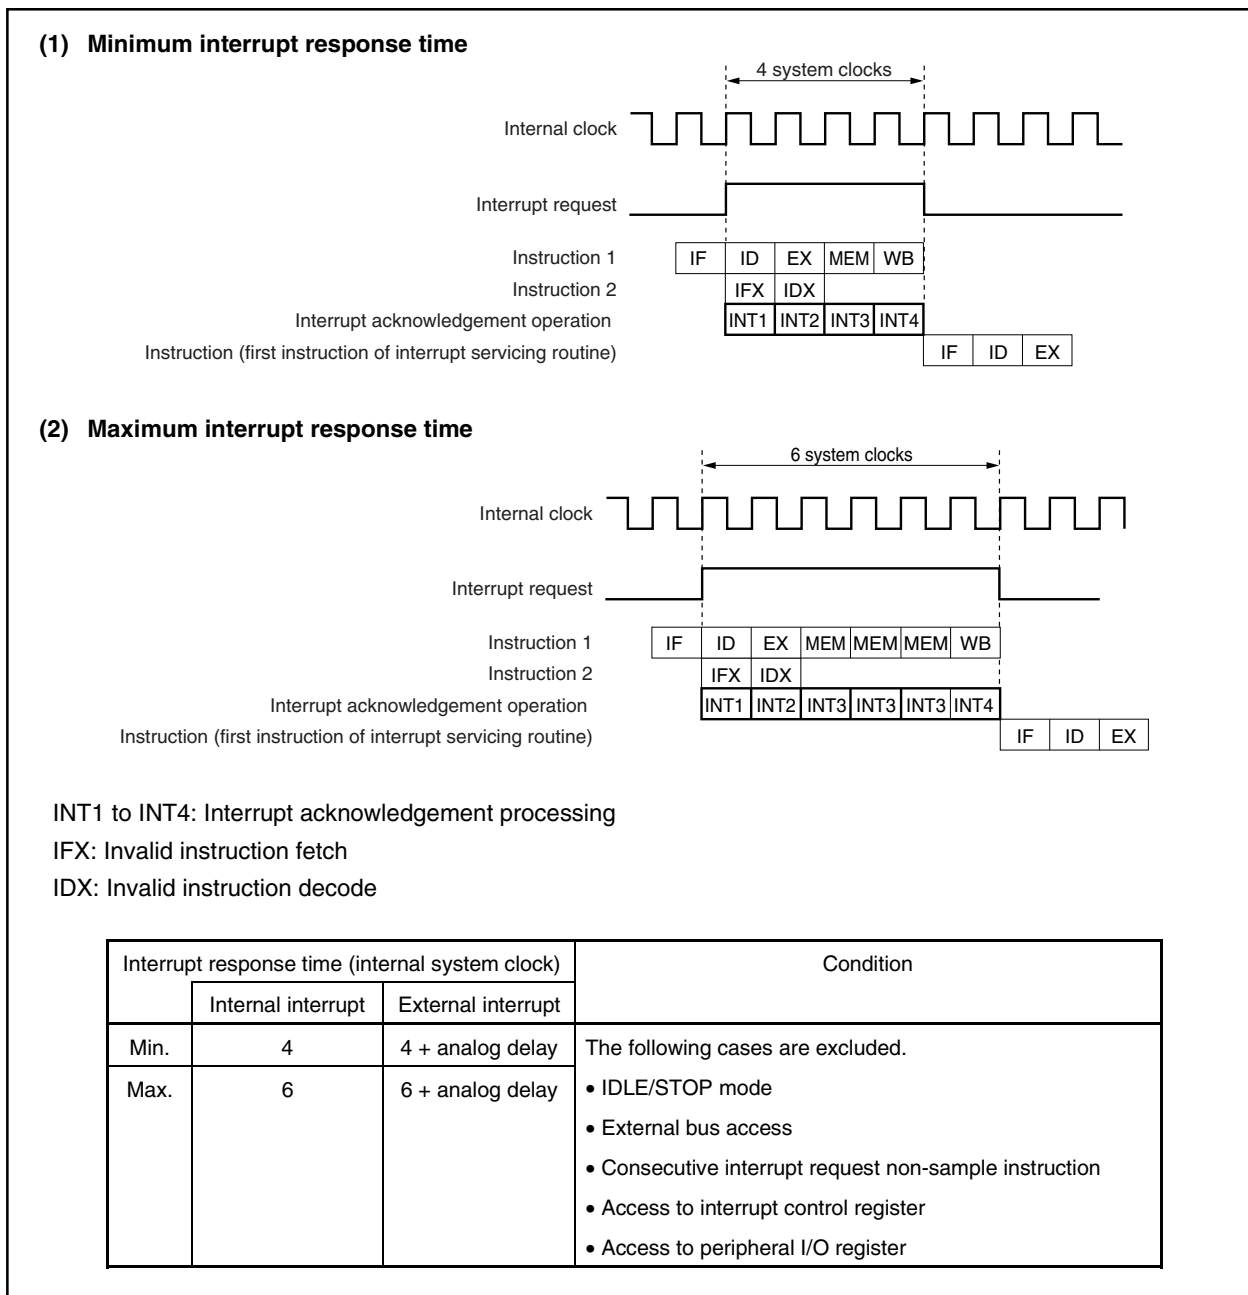 (1) Minimum interrupt response time
4 system clocks
Internal clock
Interrupt request
Instruction 1 IF ID EX MEM WB
Instruction 2 IFX IDX
Interrupt acknowledgement operation INT1 INT2 INT3 INT4
Instruction (first instruction of interrupt servicing routine) IF ID EX
(2) Maximum interrupt response time
6 system clocks
Internal clock
Interrupt request
Instruction 1 IF ID EX MEM MEM MEM WB
Instruction 2 IFX IDX
Interrupt acknowledgement operation INT1 INT2 INT3 INT3 INT3 INT4
Instruction (first instruction of interrupt servicing routine) IF ID EX
INT1 to INT4: Interrupt acknowledgement processing
IFX: Invalid instruction fetch
IDX: Invalid instruction decode
Interrupt response time (internal system clock) Condition
Internal interrupt External interrupt
Min. 4 4 + analog delay The following cases are excluded.
Max. 6 6 + analog delay • IDLE/STOP mode
• External bus access
• Consecutive interrupt request non-sample instruction
• Access to interrupt control register
• Access to peripheral I/O register